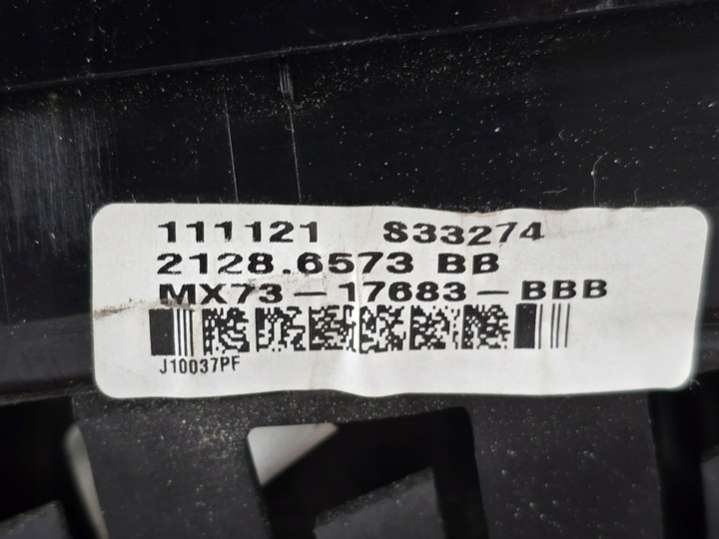 111121 S33274
2128.6573 BB
MX73-17683-BBB
J10037PF